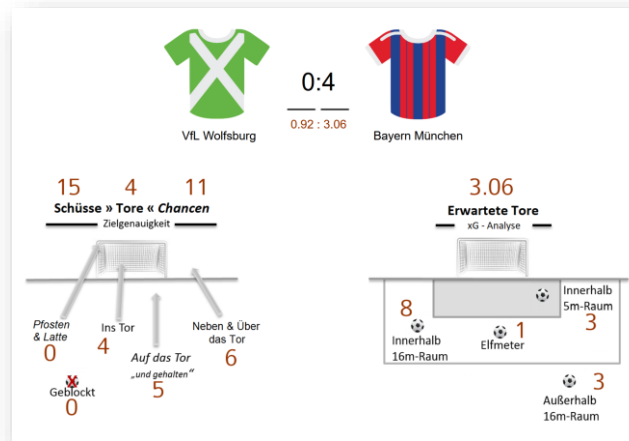 0:4
0.92 : 3.06
VfL Wolfsburg
Bayern München
15 4 11
Schüsse » Tore « Chancen
Zielgenauigkeit
Pfosten
& Latte
0
Ins Tor
4
Auf das Tor
„und gehalten“
5
Neben & Über
das Tor
6
Geblockt
0
3.06
Erwartete Tore
xG - Analyse
Innerhalb
5m-Raum
3
8
Innerhalb
16m-Raum
1
Elfmeter
3
Außerhalb
16m-Raum